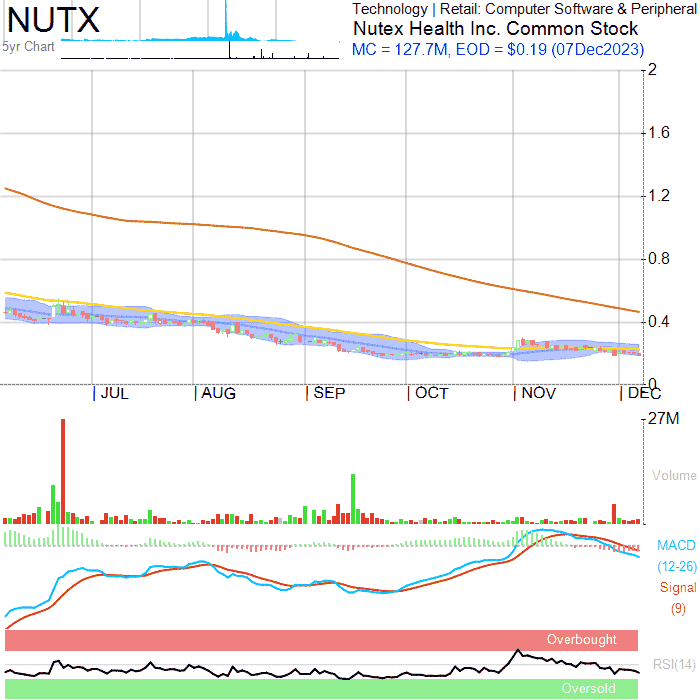 NUTX
5yr Chart
Technology | Retail: Computer Software & Peripheral
Nutex Health Inc. Common Stock
MC = 127.7M, EOD = $0.19 (07Dec2023)
2
1.6
1.2
0.8
0.4
0
JUL AUG SEP OCT NOV DEC
27M
Volume
MACD
(12-26)
Signal
(9)
Overbought
RSI(14)
Oversold